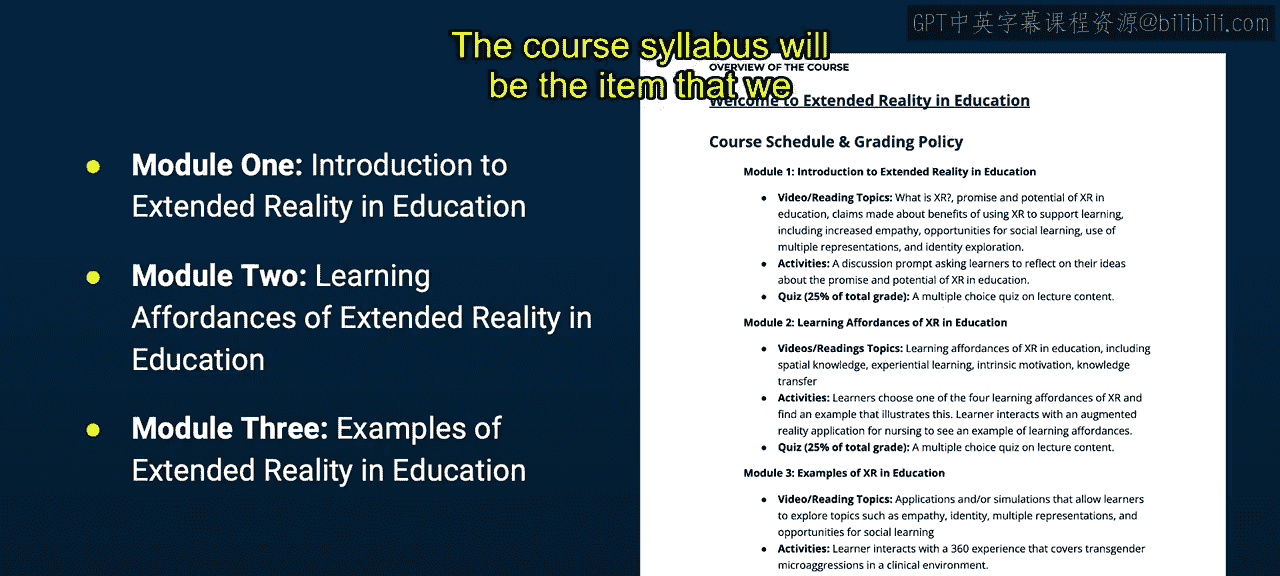 GPT中英字幕课程资源@bilibili.com
The course syllabus will
be the item that we
Module One: Introduction to
Extended Reality in Education
Module Two: Learning
Affordances of Extended Reality in
Education
Module Three: Examples of
Extended Reality in Education
OVERVIEW OF THE COURSE
Welcome to Extended Reality in Education
Course Schedule & Grading Policy
Module 1: Introduction to Extended Reality in Education
Video/Reading Topics: What is XR?, promise and potential of XR in
education, claims made about benefits of using XR to support learning,
including increased empathy, opportunities for social learning, use of
multiple representations, and identity exploration.
Activities: A discussion prompt asking learners to reflect on their ideas
about the promise and potential of XR in education.
Quiz (25% of total grade): A multiple choice quiz on lecture content.
Module 2: Learning Affordances of XR in Education
Videos/Readings Topics: Learning affordances of XR in education, including
spatial knowledge, experiential learning, intrinsic motivation, knowledge
transfer
Activities: Learners choose one of the four learning affordances of XR and
find an example that illustrates this. Learner interacts with an augmented
reality application for nursing to see an example of learning affordances.
Quiz (25% of total grade): A multiple choice quiz on lecture content.
Module 3: Examples of XR in Education
Video/Reading Topics: Applications and/or simulations that allow learners
to explore topics such as empathy, identity, multiple representations, and
opportunities for social learning
Activities: Learner interacts with a 360 experience that covers transgender
microaggressions in a clinical environment.